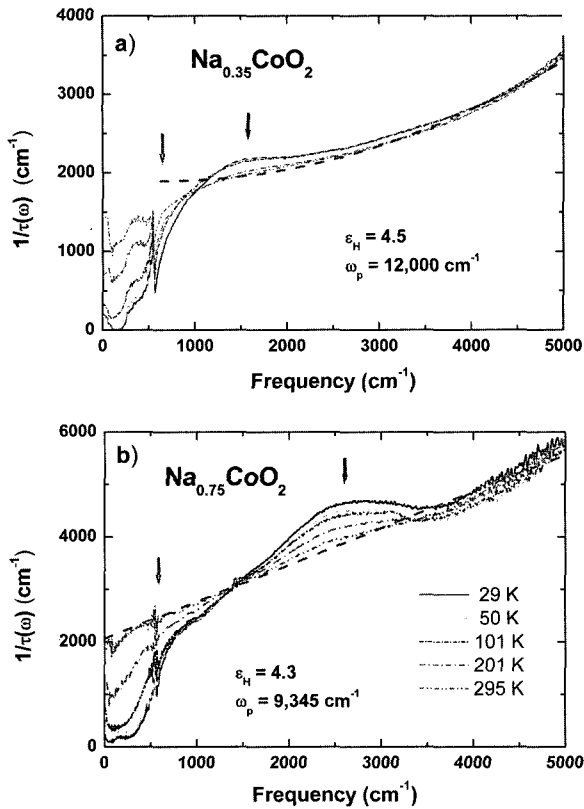 4000
a)
Na0.35CoO2
3000
1/τ(ω) (cm-1)
2000
εH = 4.5
1000
ωp = 12,000 cm-1
0
0 1000 2000 3000 4000 5000
Frequency (cm-1)
6000
b)
Na0.75CoO2
4000
1/τ(ω) (cm-1)
29 K
50 K
2000
101 K
εH = 4.3
201 K
ωp = 9,345 cm-1
295 K
0
0 1000 2000 3000 4000 5000
Frequency (cm-1)